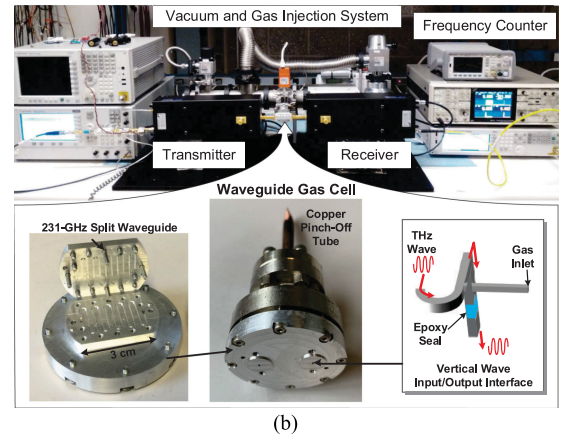 Vacuum and Gas Injection System
Frequency Counter
Transmitter
Receiver
Waveguide Gas Cell
231-GHz Split Waveguide
3 cm
Copper
Pinch-Off
Tube
THz
Wave
Gas
Inlet
Epoxy
Seal
Vertical Wave
Input/Output Interface
(b)